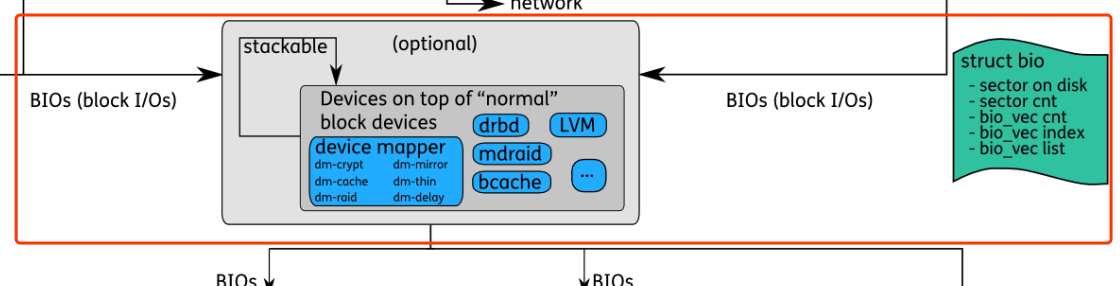 network
stackable
(optional)
BIOs (block I/Os)
Devices on top of “normal”
block devices
drbd
LVM
device mapper
mdraid
dm-crypt dm-mirror
dm-cache dm-thin
bcache
...
dm-raid dm-delay
BIOs (block I/Os)
struct bio
- sector on disk
- sector cnt
- bio_vec cnt
- bio_vec index
- bio_vec list
BIOs
BIOs